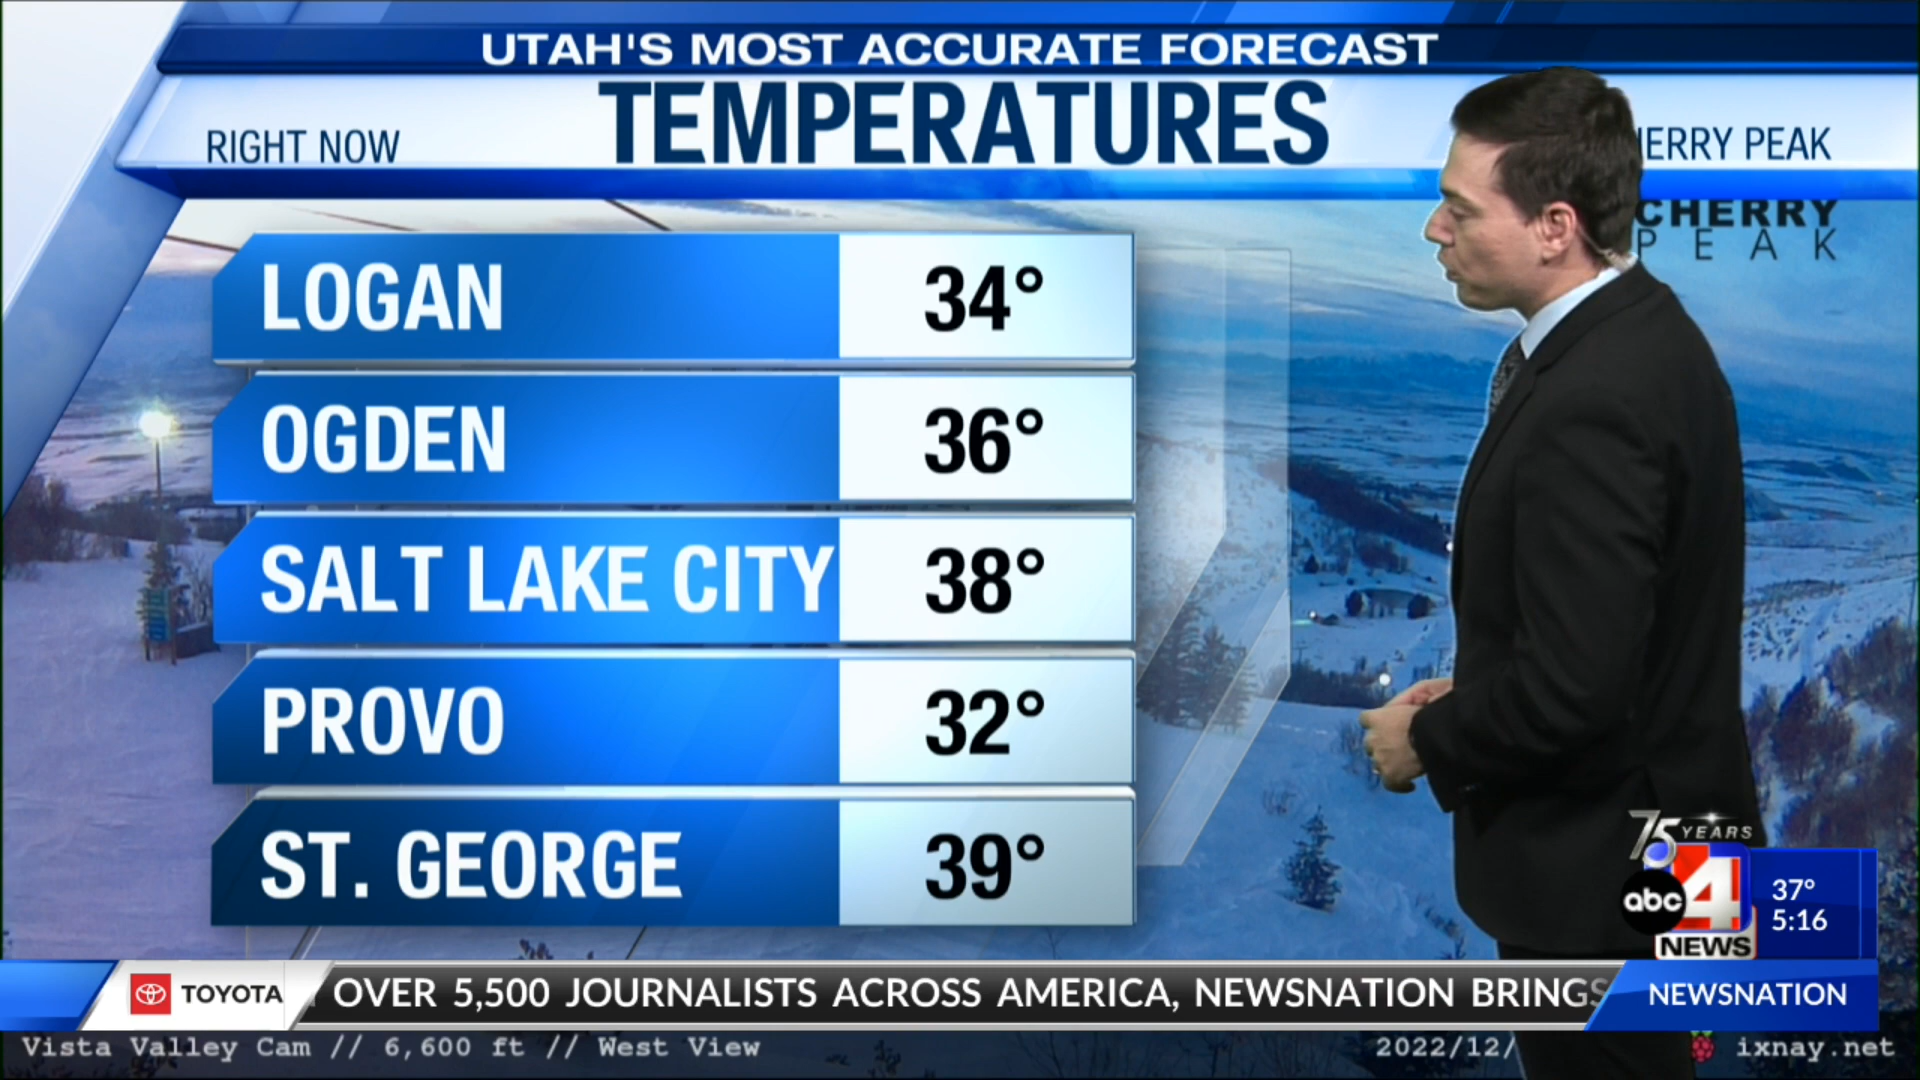 UTAH'S MOST ACCURATE FORECAST
TEMPERATURES
RIGHT NOW
ERRY PEAK
CHERRY
PEAK
LOGAN 34°
OGDEN 36°
SALT LAKE CITY 38°
PROVO 32°
ST. GEORGE 39°
75 YEARS
abc 4
NEWS
37°
5:16
TOYOTA
OVER 5,500 JOURNALISTS ACROSS AMERICA, NEWSNATION BRINGS
NEWSNATION
Vista Valley Cam // 6,600 ft // West View
2022/12/
ixnay.net